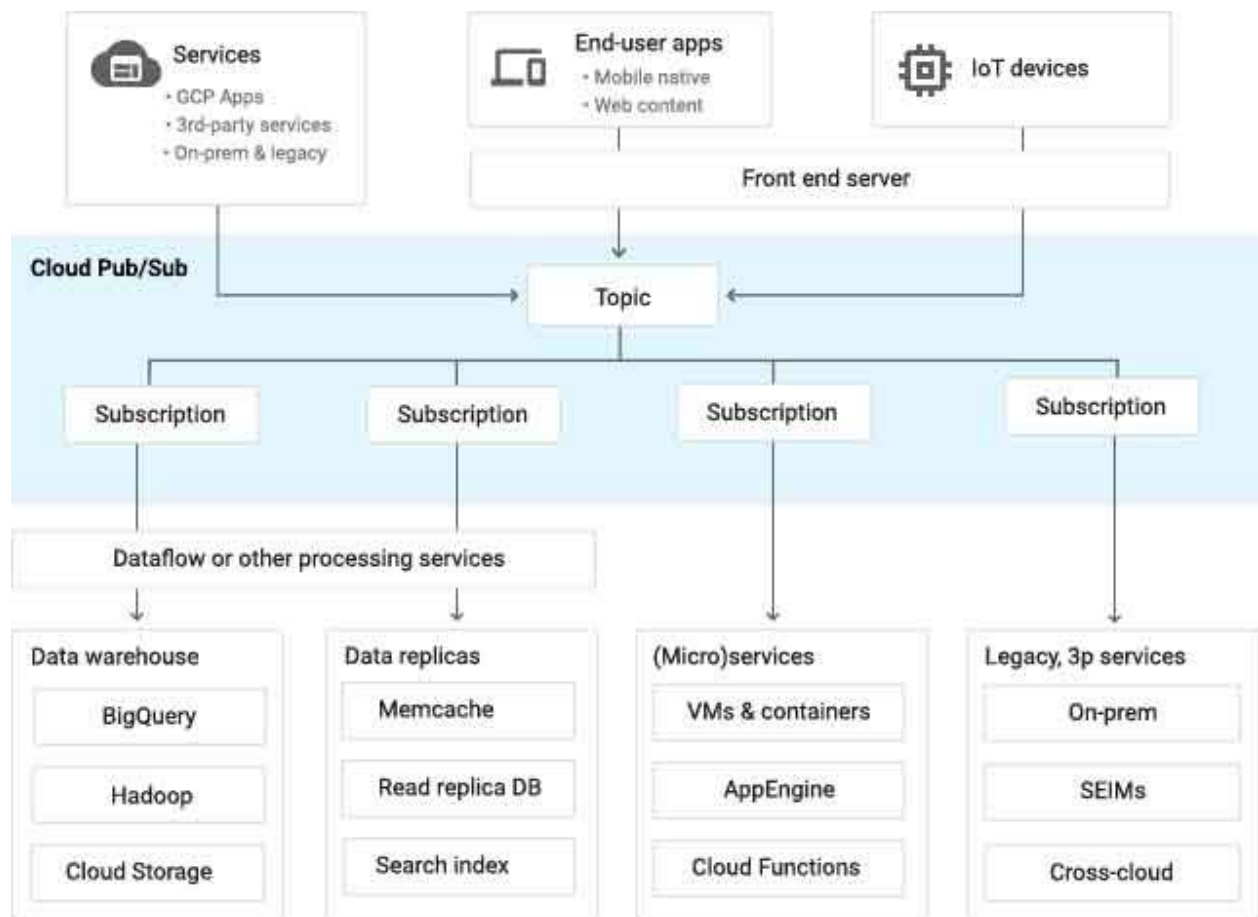 Services
• GCP Apps
• 3rd-party services
• On-prem & legacy
End-user apps
• Mobile native
• Web content
IoT devices
Front end server
Cloud Pub/Sub
Topic
Subscription
Subscription
Subscription
Subscription
Dataflow or other processing services
Data warehouse
BigQuery
Hadoop
Cloud Storage
Data replicas
Memcache
Read replica DB
Search index
(Micro)services
VMs & containers
AppEngine
Cloud Functions
Legacy, 3p services
On-prem
SEIMs
Cross-cloud